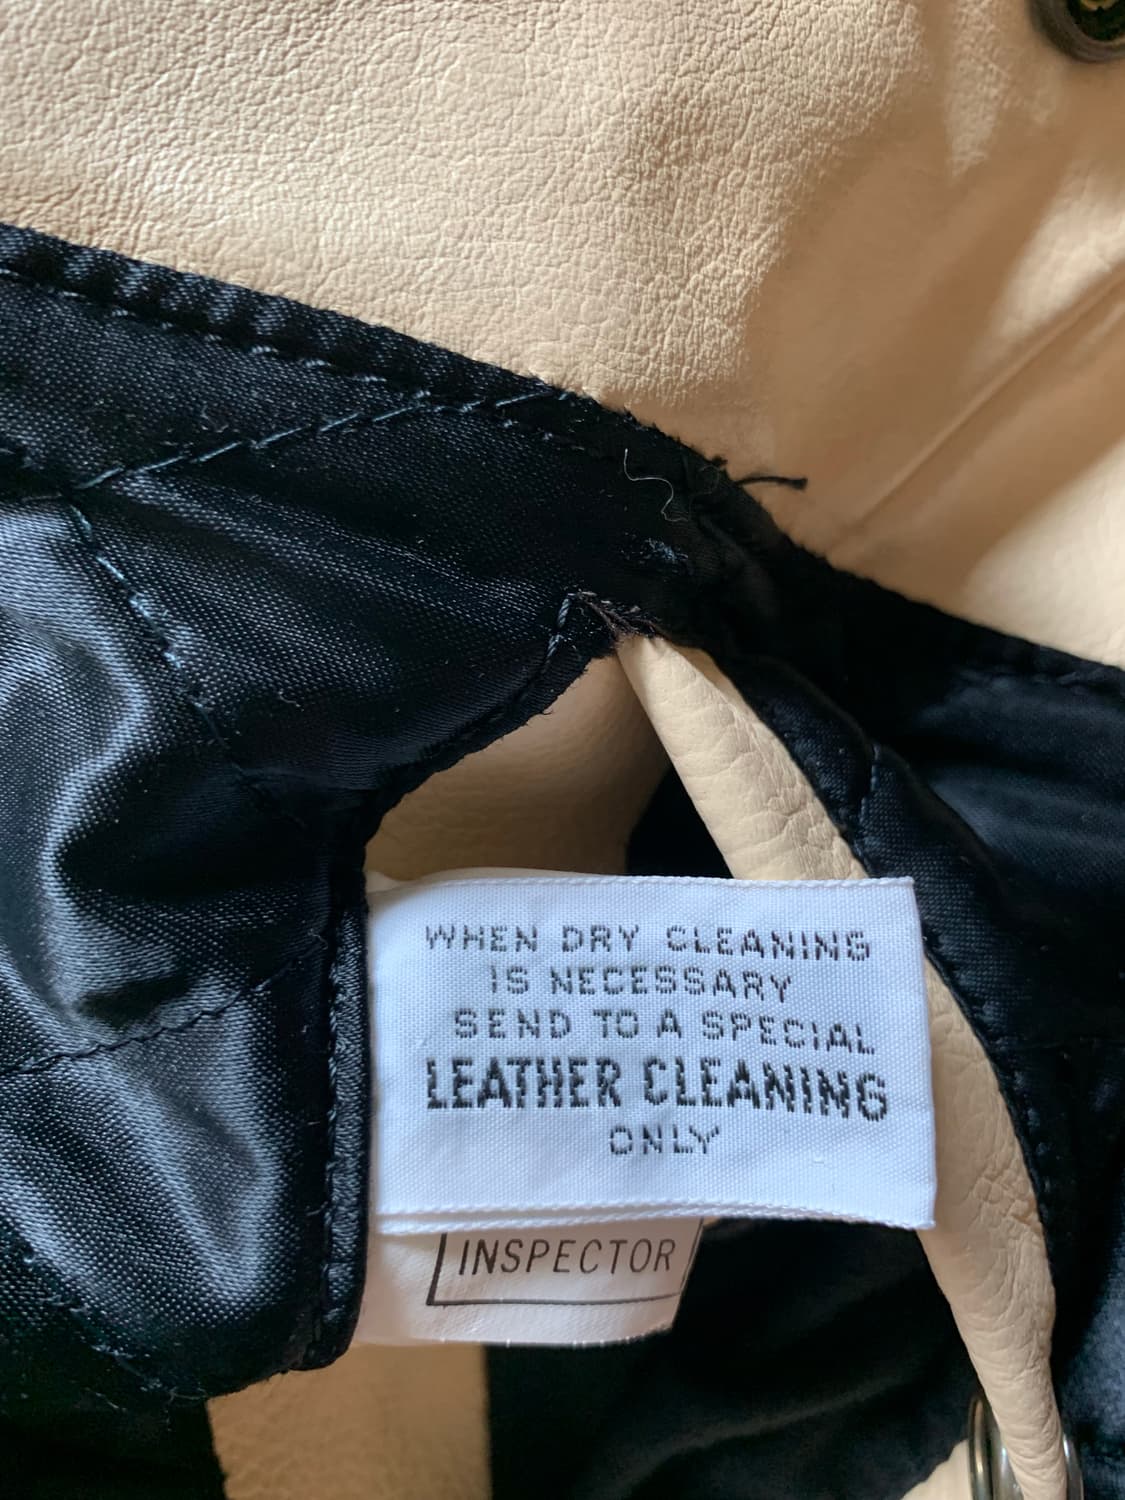 WHEN DRY CLEANING
IS NECESSARY
SEND TO A SPECIAL
LEATHER CLEANING
ONLY
INSPECTOR